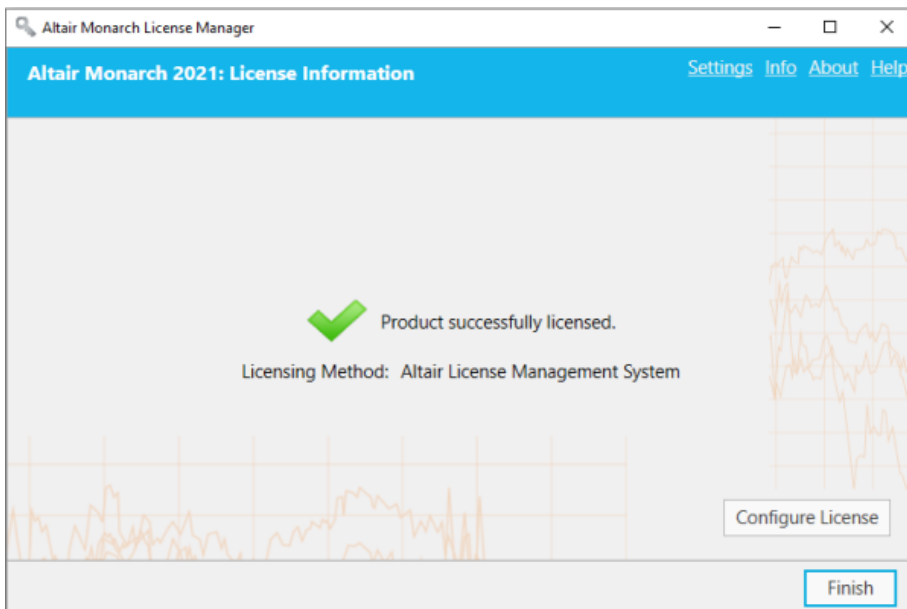 Altair Monarch License Manager
Altair Monarch 2021: License Information
Settings Info About Help
Product successfully licensed.
Licensing Method: Altair License Management System
Configure License
Finish